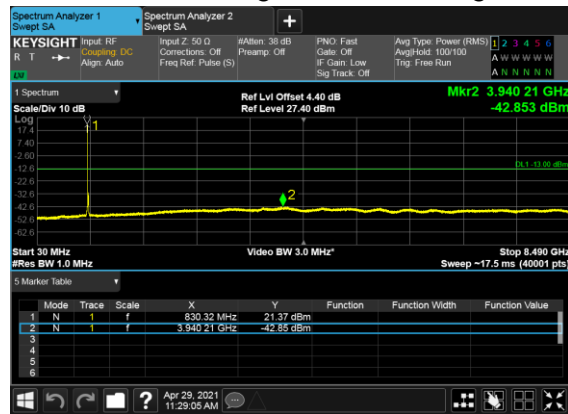 Spectrum Analyzer 1
Swept SA
Spectrum Analyzer 2
Swept SA
+
KEYSIGHT Input: RF Input Z: 50 Ω #Atten: 38 dB PNO: Fast Avg Type: Power (RMS) 1 2 3 4 5 6
R T Coupling: DC Corrections: Off Preamp: Off Gate: Off Avg|Hold: 100/100 A W W W W W
Align: Auto Freq Ref: Pulse (S) IF Gain: Low Trig: Free Run
Sig Track: Off A N N N N N
1 Spectrum
Ref Lvl Offset 4.40 dB Mkr2 3.940 21 GHz
Scale/Div 10 dB Ref Level 27.40 dBm -42.853 dBm
Log
17.4 1
7.40
-2.60
-12.6 DL1 -13.00 dBm
-22.6
-32.6 2
-42.6
-52.6
-62.6
Start 30 MHz Video BW 3.0 MHz* Stop 8.490 GHz
#Res BW 1.0 MHz Sweep ~17.5 ms (40001 pts)
5 Marker Table
Mode Trace Scale X Y Function Function Width Function Value
1 N 1 f 830.32 MHz 21.37 dBm
2 N 1 f 3.940 21 GHz -42.85 dBm
3
4
5
6
? Apr 29, 2021
11:29:05 AM